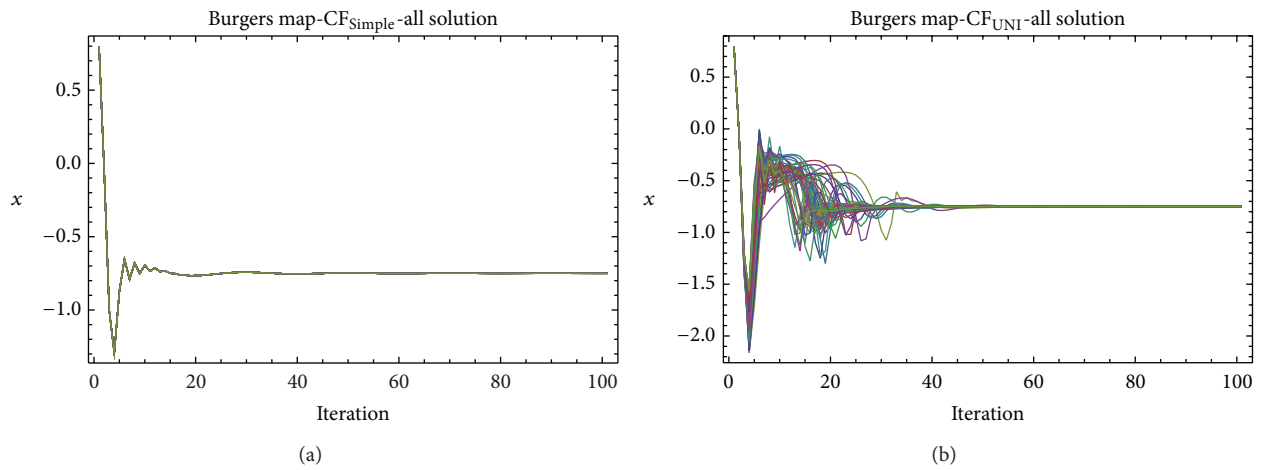 Burgers map-CF_Simple-all solution
0.5
0.0
x
−0.5
−1.0
0 20 40 60 80 100
Iteration
(a)
Burgers map-CF_UNI-all solution
0.5
0.0
−0.5
x
−1.0
−1.5
−2.0
0 20 40 60 80 100
Iteration
(b)